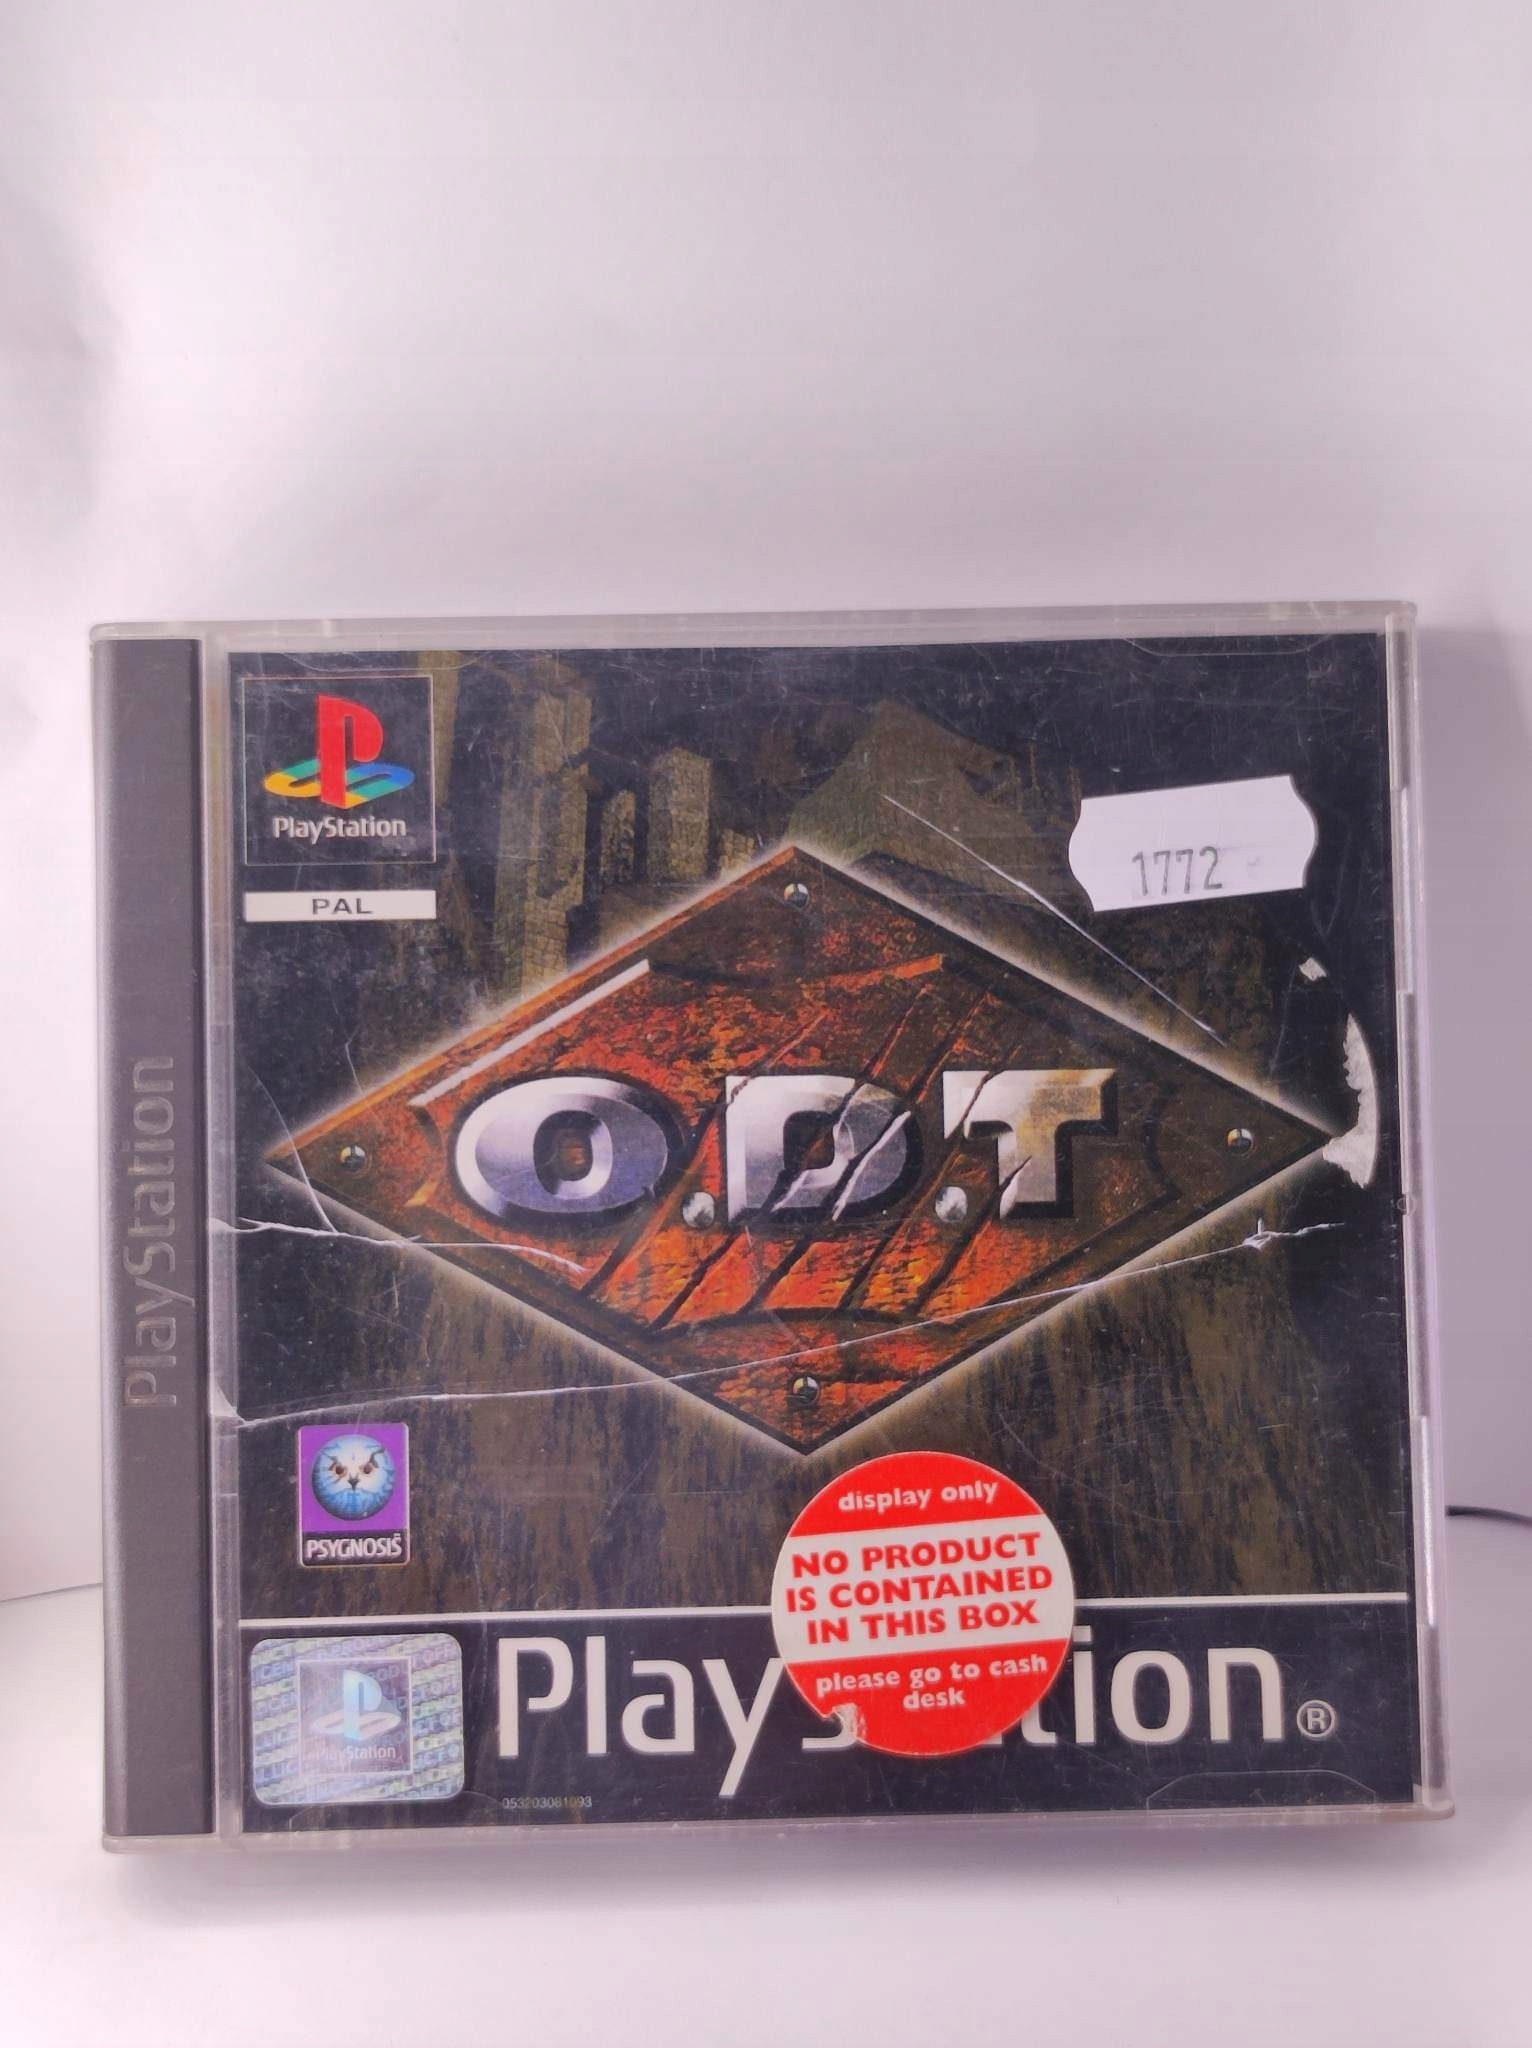 PlayStation
PlayStation
PAL
1772
O.D.T
PSYGNOSIS
display only
NO PRODUCT
IS CONTAINED
IN THIS BOX
please go to cash
desk
PlayStation
®
PlayStation